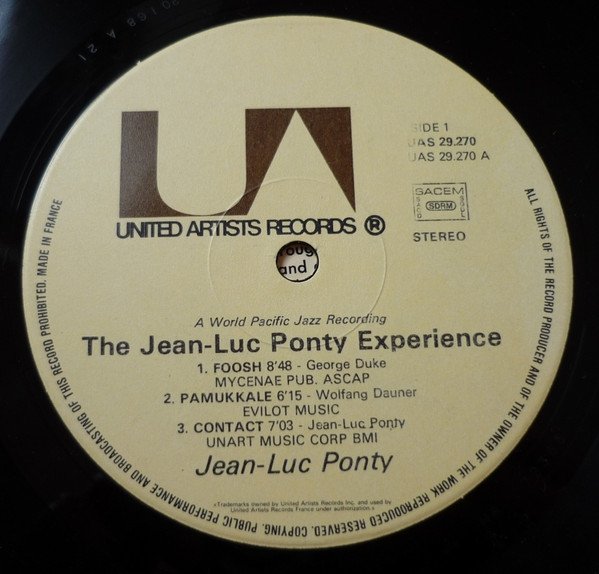 20168 A 21
SIDE 1
UAS 29.270
UAS 29.270 A
UA
UNITED ARTISTS RECORDS ®
SACEM
SACD
SDRM
SGDL
STEREO
and
A World Pacific Jazz Recording
The Jean-Luc Ponty Experience
1. FOOSH 8'48 - George Duke
MYCENAE PUB. ASCAP
2. PAMUKKALE 6'15 - Wolfang Dauner
EVILOT MUSIC
3. CONTACT 7'03 - Jean-Luc Ponty
UNART MUSIC CORP BMI
Jean-Luc Ponty
«Trademarks owned by United Artists Records Inc. and used by
United Artists Records France under authorization.»
ALL RIGHTS OF THE RECORD PRODUCER AND OF THE OWNER OF THE WORK REPRODUCED RESERVED. COPYING, PUBLIC PERFORMANCE AND BROADCASTING OF THIS RECORD PROHIBITED. MADE IN FRANCE